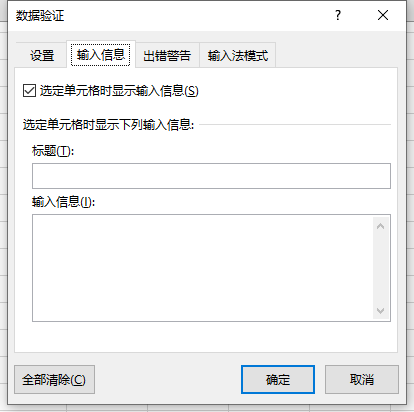 数据验证 ?
设置 输入信息 出错警告 输入法模式
选定单元格时显示输入信息(S)
选定单元格时显示下列输入信息:
标题(T):
输入信息(I):
全部清除(C) 确定 取消